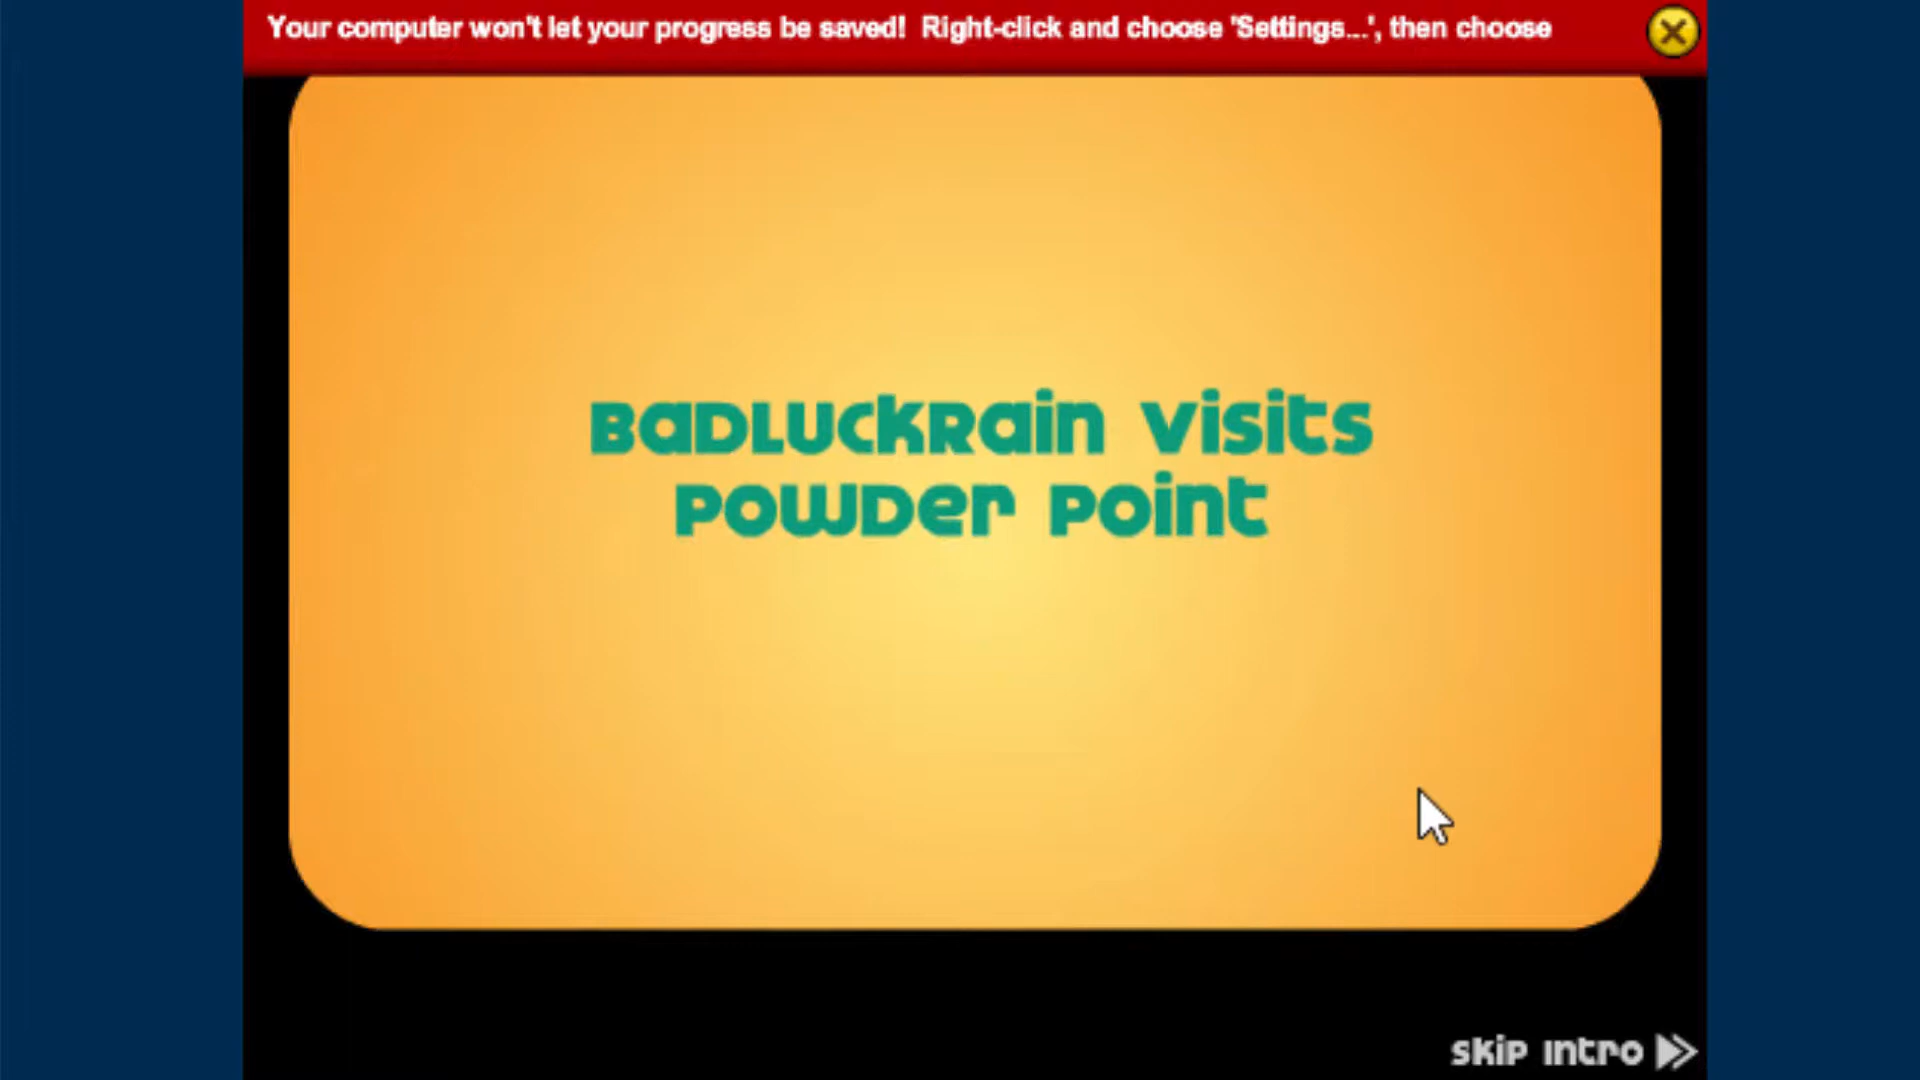 Your computer won't let your progress be saved! Right-click and choose 'Settings...', then choose
BADLUCKRAIN VISITS
POWDER POINT
SKIP INTRO